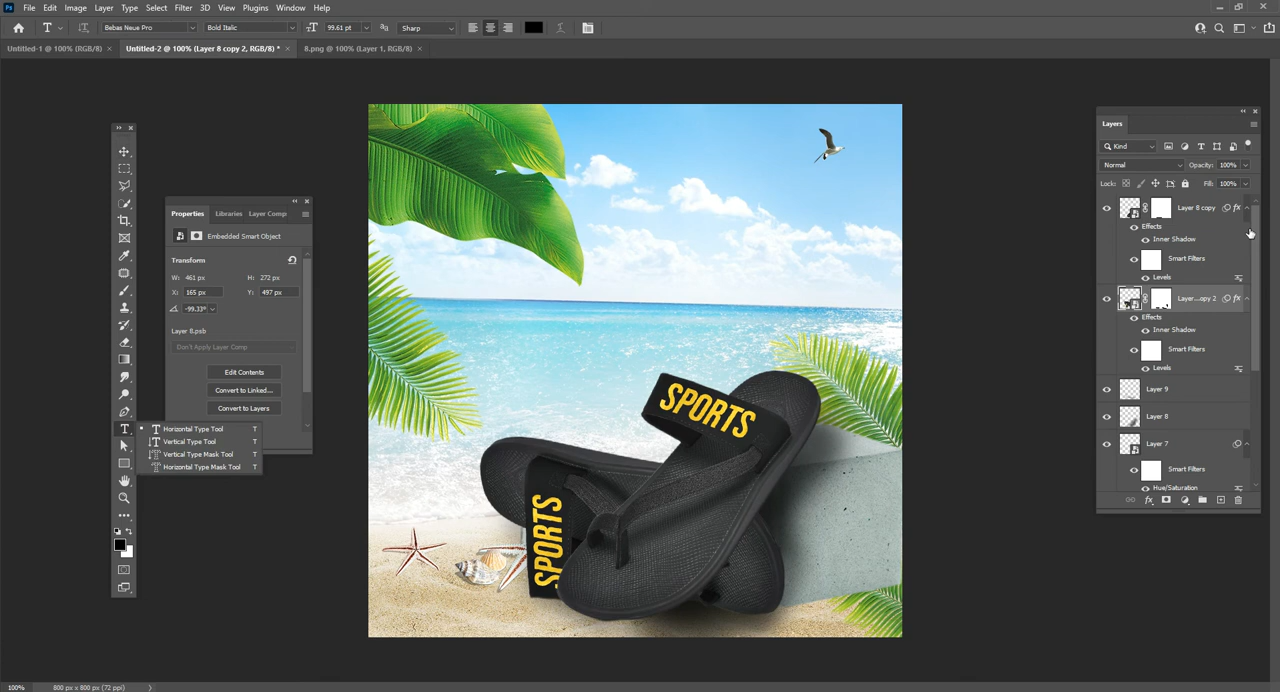 Ps File Edit Image Layer Type Select Filter 3D View Plugins Window Help
T Bebas Neue Pro Bold Italic 99.61 pt Sharp
Untitled-1 @ 100% (RGB/8) × Untitled-2 @ 100% (Layer 8 copy 2, RGB/8) * × 8.png @ 100% (Layer 1, RGB/8) ×
Properties Libraries Layer Comp
Embedded Smart Object
Transform
W: 461 px H: 272 px
X: 165 px Y: 497 px
-99.33°
Layer 8.psb
Don't Apply Layer Comp
Edit Contents
Convert to Linked...
Convert to Layers
Horizontal Type Tool T
Vertical Type Tool T
Vertical Type Mask Tool T
Horizontal Type Mask Tool T
SPORTS
SPORTS
Layers
Kind
Normal Opacity: 100%
Lock: Fill: 100%
Layer 8 copy fx
Effects
Inner Shadow
Smart Filters
Levels
Layer...opy 2 fx
Effects
Inner Shadow
Smart Filters
Levels
Layer 9
Layer 8
Layer 7
Smart Filters
Hue/Saturation
fx
100% 800 px x 800 px (72 ppi)